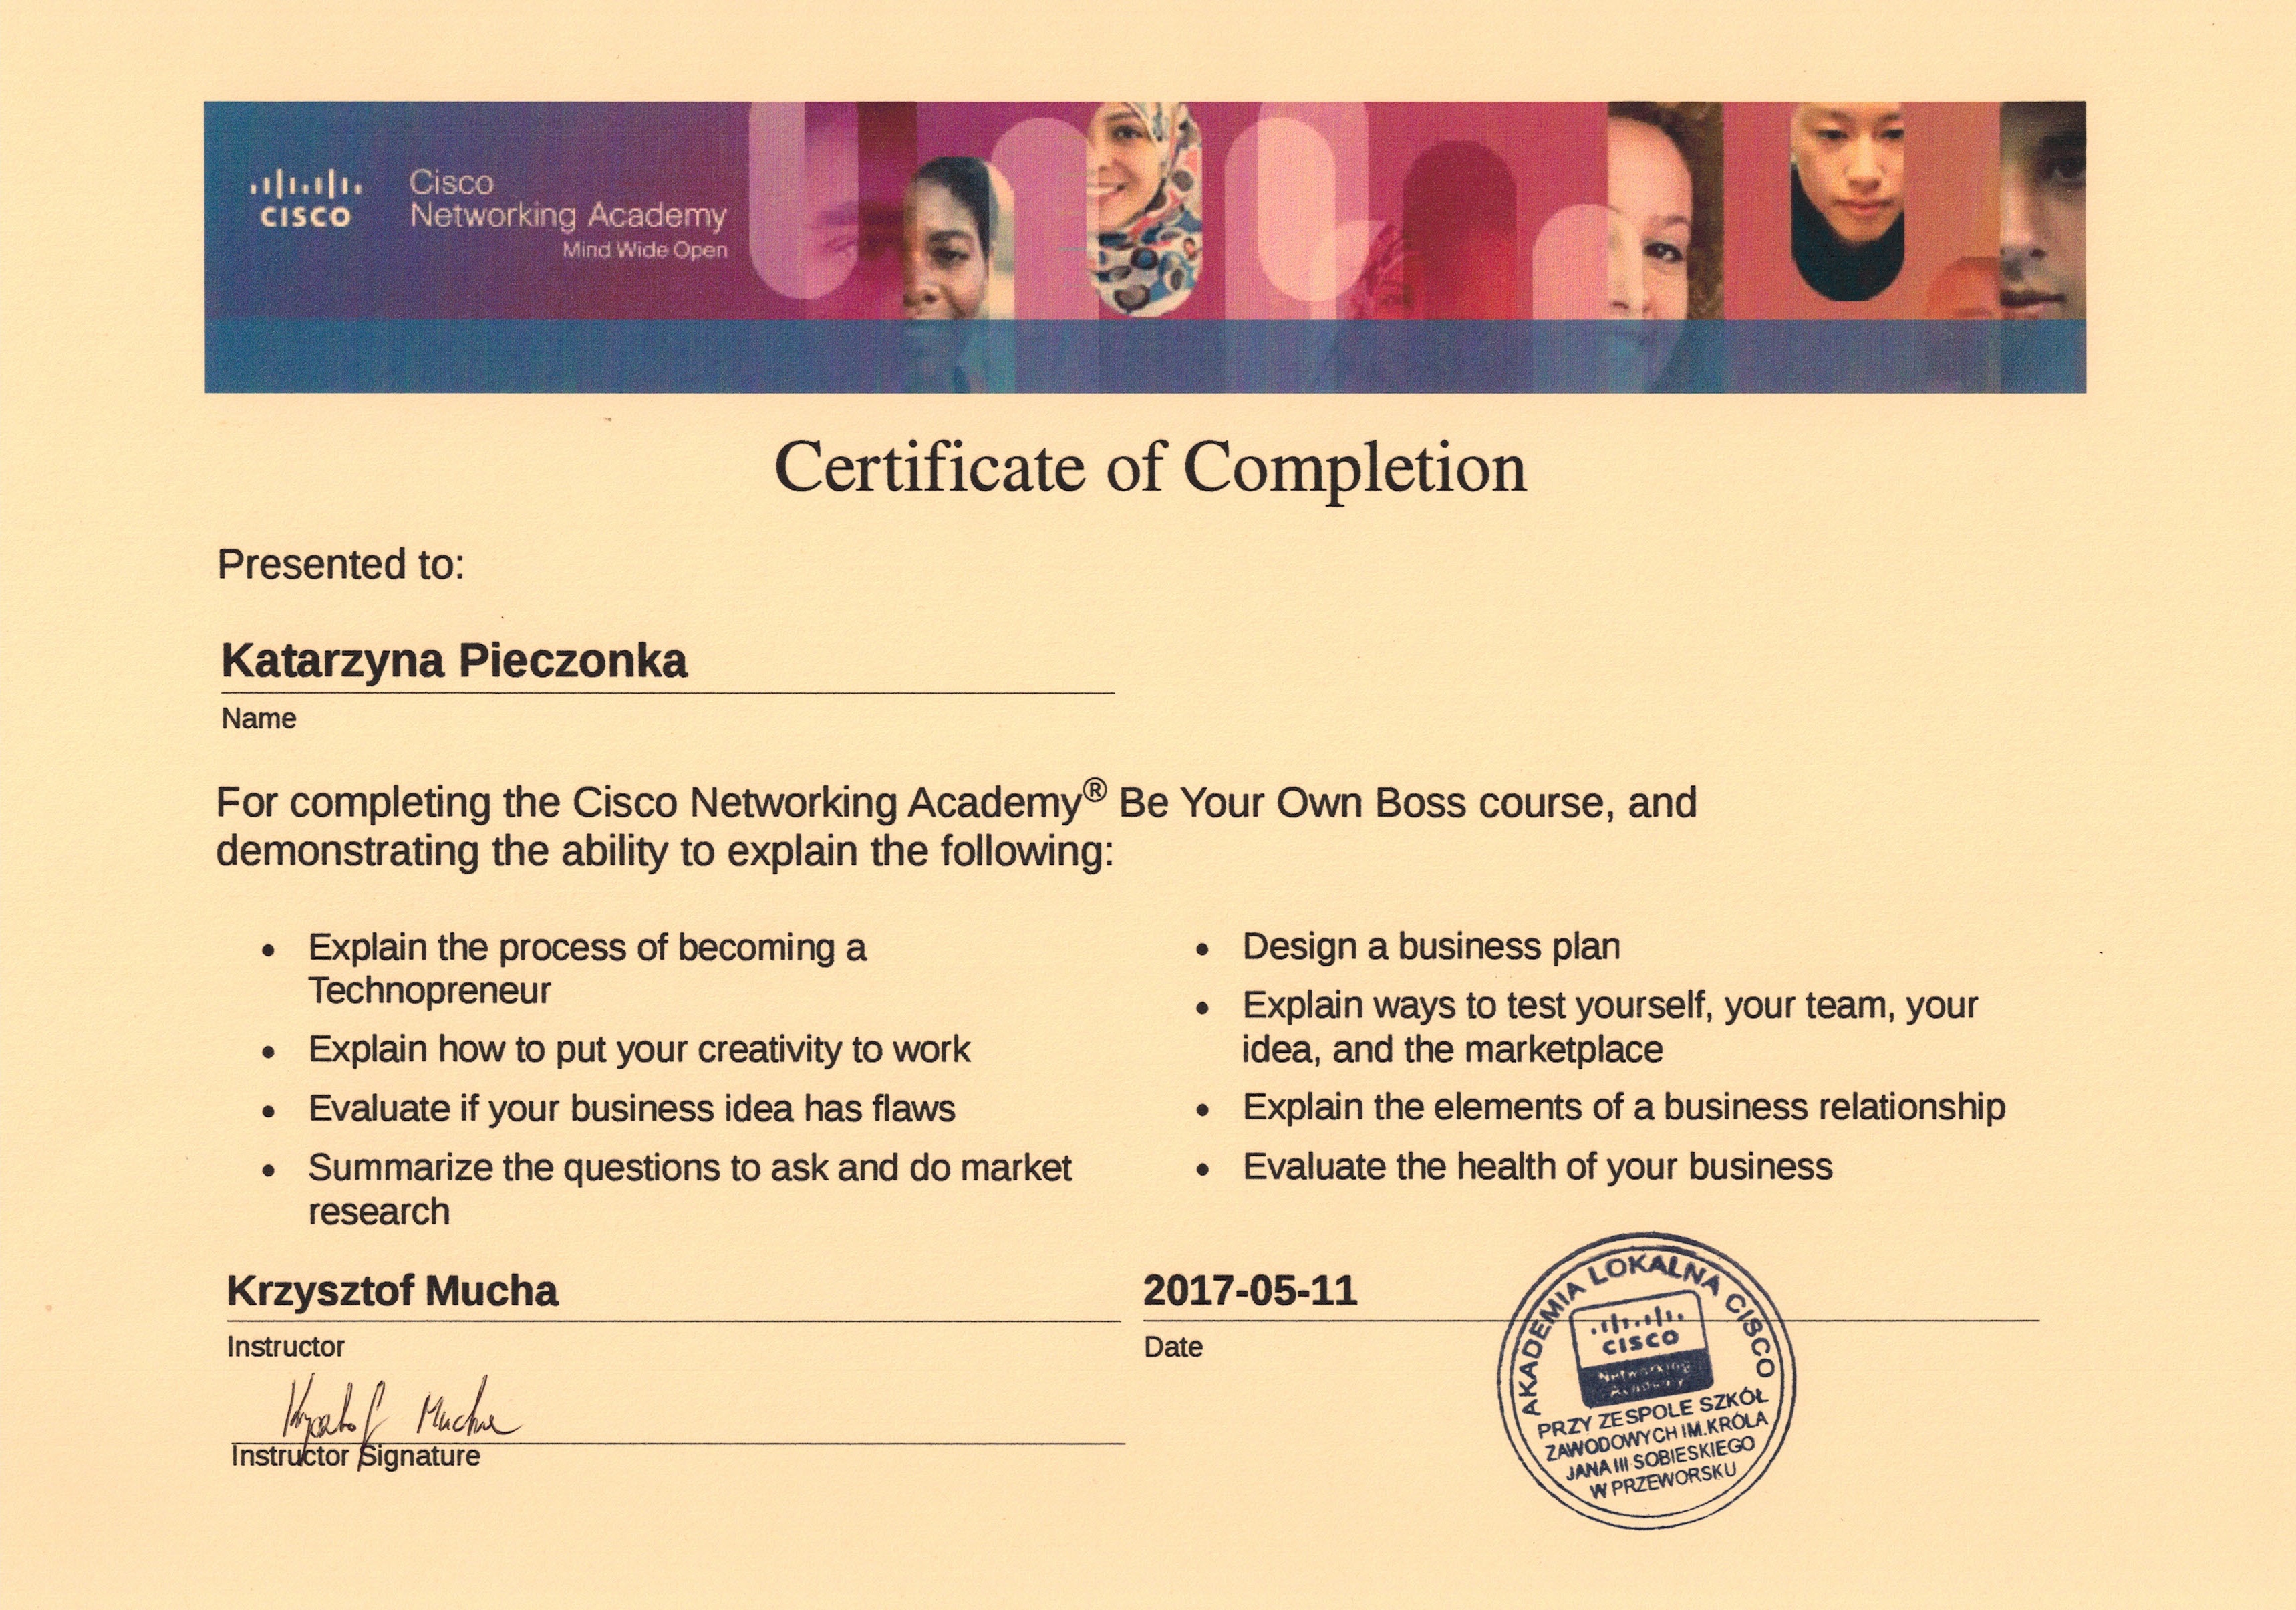 CISCO
Cisco
Networking Academy
Mind Wide Open
Certificate of Completion
Presented to:
Katarzyna Pieczonka
Name
For completing the Cisco Networking Academy® Be Your Own Boss course, and
demonstrating the ability to explain the following:
• Explain the process of becoming a
Technopreneur
• Explain how to put your creativity to work
• Evaluate if your business idea has flaws
• Summarize the questions to ask and do market
research
• Design a business plan
• Explain ways to test yourself, your team, your
idea, and the marketplace
• Explain the elements of a business relationship
• Evaluate the health of your business
Krzysztof Mucha
Instructor
2017-05-11
Date
Krzysztof Mucha
Instructor Signature
AKADEMIA LOKALNA CISCO
CISCO
Networking
Academy
PRZY ZESPOLE SZKÓŁ
ZAWODOWYCH IM.KRÓLA
JANA III SOBIESKIEGO
W PRZEWORSKU